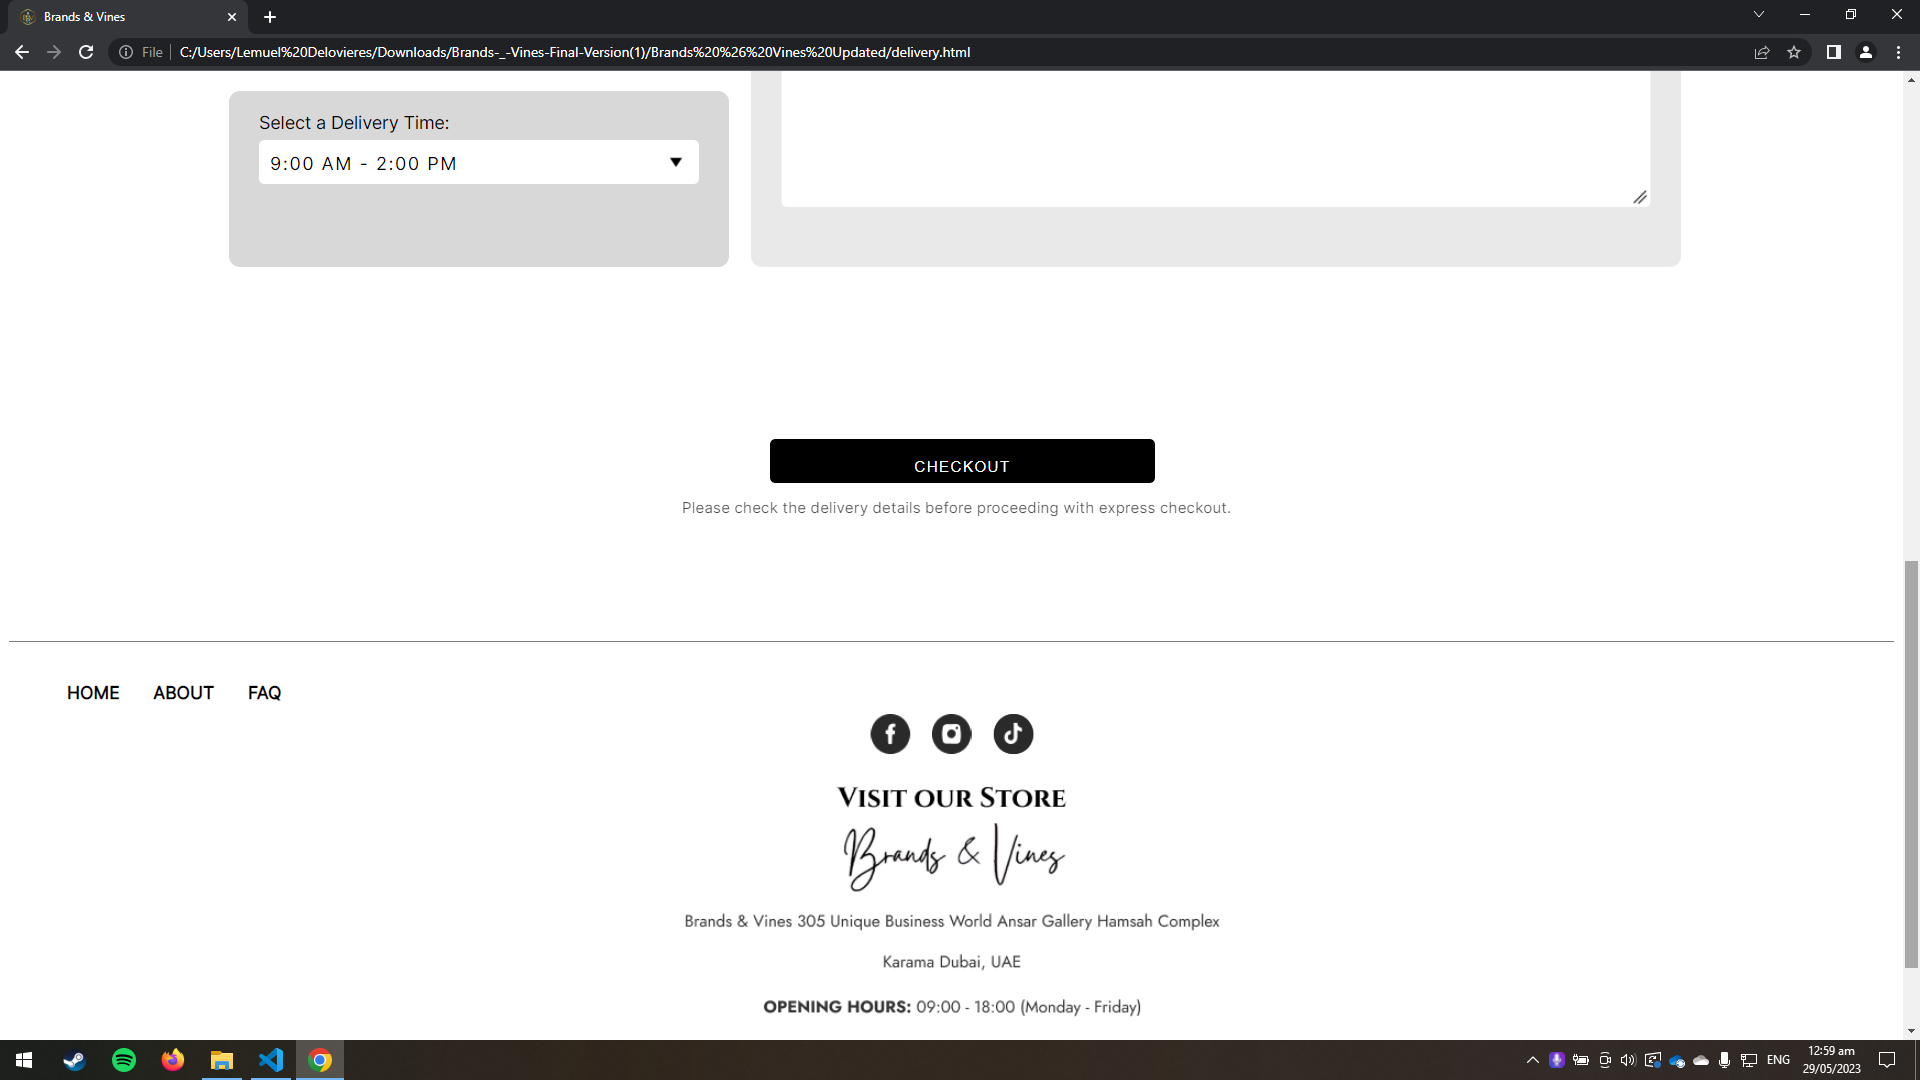 Brands & Vines
File
C:/Users/Lemuel%20Delovieres/Downloads/Brands-_-Vines-Final-Version(1)/Brands%20%26%20Vines%20Updated/delivery.html
Select a Delivery Time:
9:00 AM - 2:00 PM
CHECKOUT
Please check the delivery details before proceeding with express checkout.
HOME ABOUT FAQ
VISIT OUR STORE
Brands & Vines
Brands & Vines 305 Unique Business World Ansar Gallery Hamsah Complex
Karama Dubai, UAE
OPENING HOURS: 09:00 - 18:00 (Monday - Friday)
ENG
12:59 am
29/05/2023